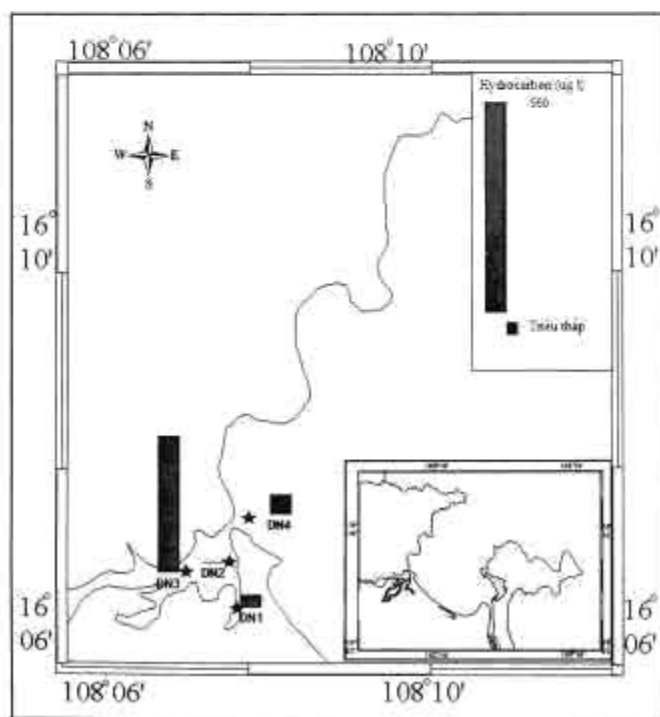 108°06' 108°10'
Hydrocarbon (ug l)
N
W E
S
16°
10'
16°
10'
Triều thấp
DN4
DN3
DN2
DN1
16°
06'
16°
06'
108°06' 108°10'